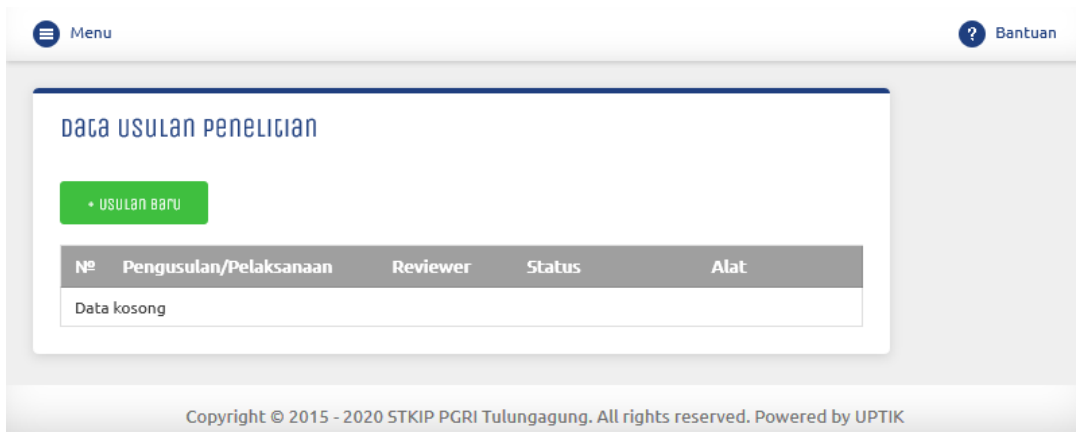 Menu
? Bantuan
Data Usulan Penelitian
+ Usulan Baru
Nº Pengusulan/Pelaksanaan Reviewer Status Alat
Data kosong
Copyright © 2015 - 2020 STKIP PGRI Tulungagung. All rights reserved. Powered by UPTIK